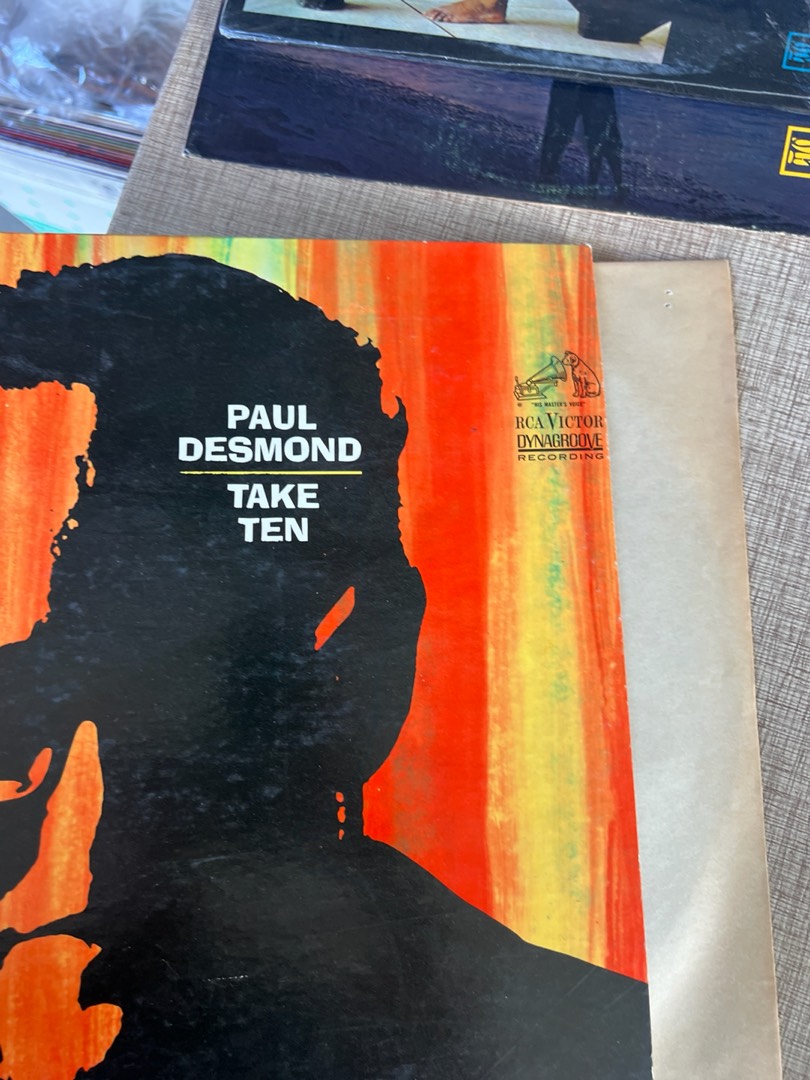 PAUL
DESMOND
TAKE
TEN
"HIS MASTER'S VOICE"
RCA VICTOR
DYNAGROOVE
RECORDING